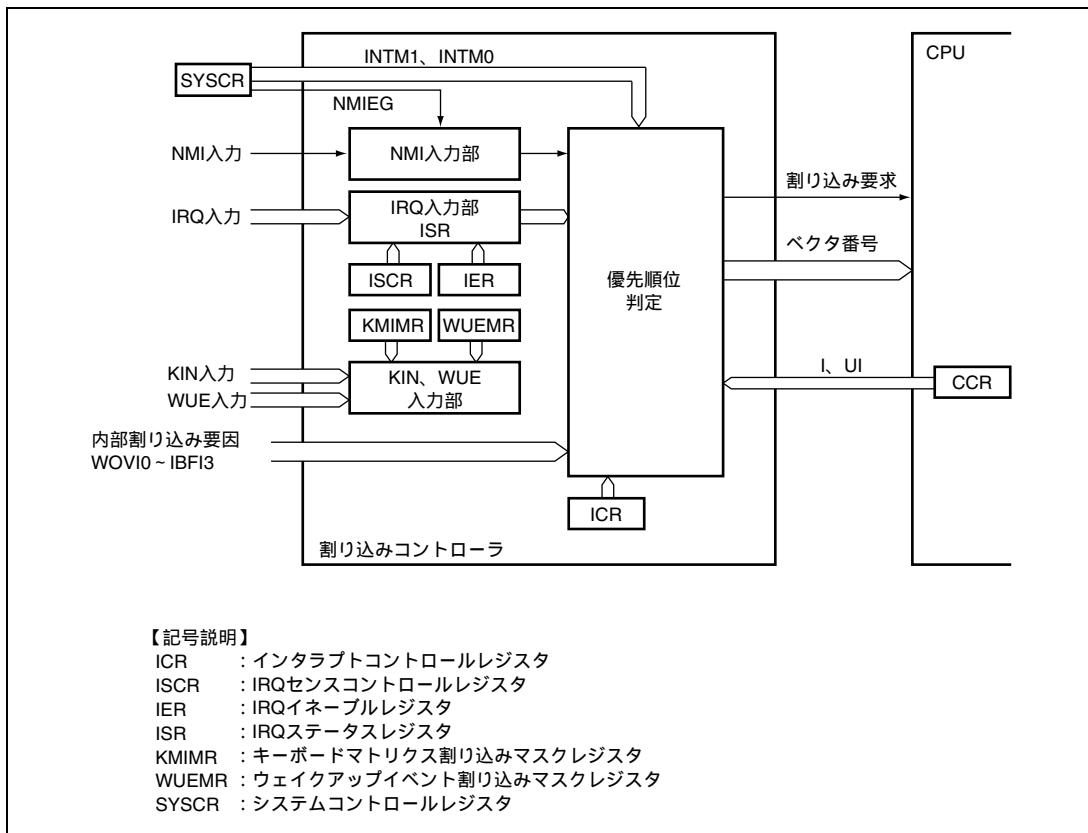 INTM1、INTM0
CPU
SYSCR
NMIEG
NMI入力
NMI入力部
割り込み要求
IRQ入力
IRQ入力部
ISR
ベクタ番号
ISCR
IER
優先順位
判定
KMIMR
WUEMR
I、UI
CCR
KIN入力
KIN、WUE
入力部
WUE入力
内部割り込み要因
WOVI0 ~ IBFI3
ICR
割り込みコントローラ
【記号説明】
ICR : インタラプトコントロールレジスタ
ISCR : IRQセンスコントロールレジスタ
IER : IRQイネーブルレジスタ
ISR : IRQステータスレジスタ
KMIMR : キーボードマトリクス割り込みマスクレジスタ
WUEMR : ウェイクアップイベント割り込みマスクレジスタ
SYSCR : システムコントロールレジスタ